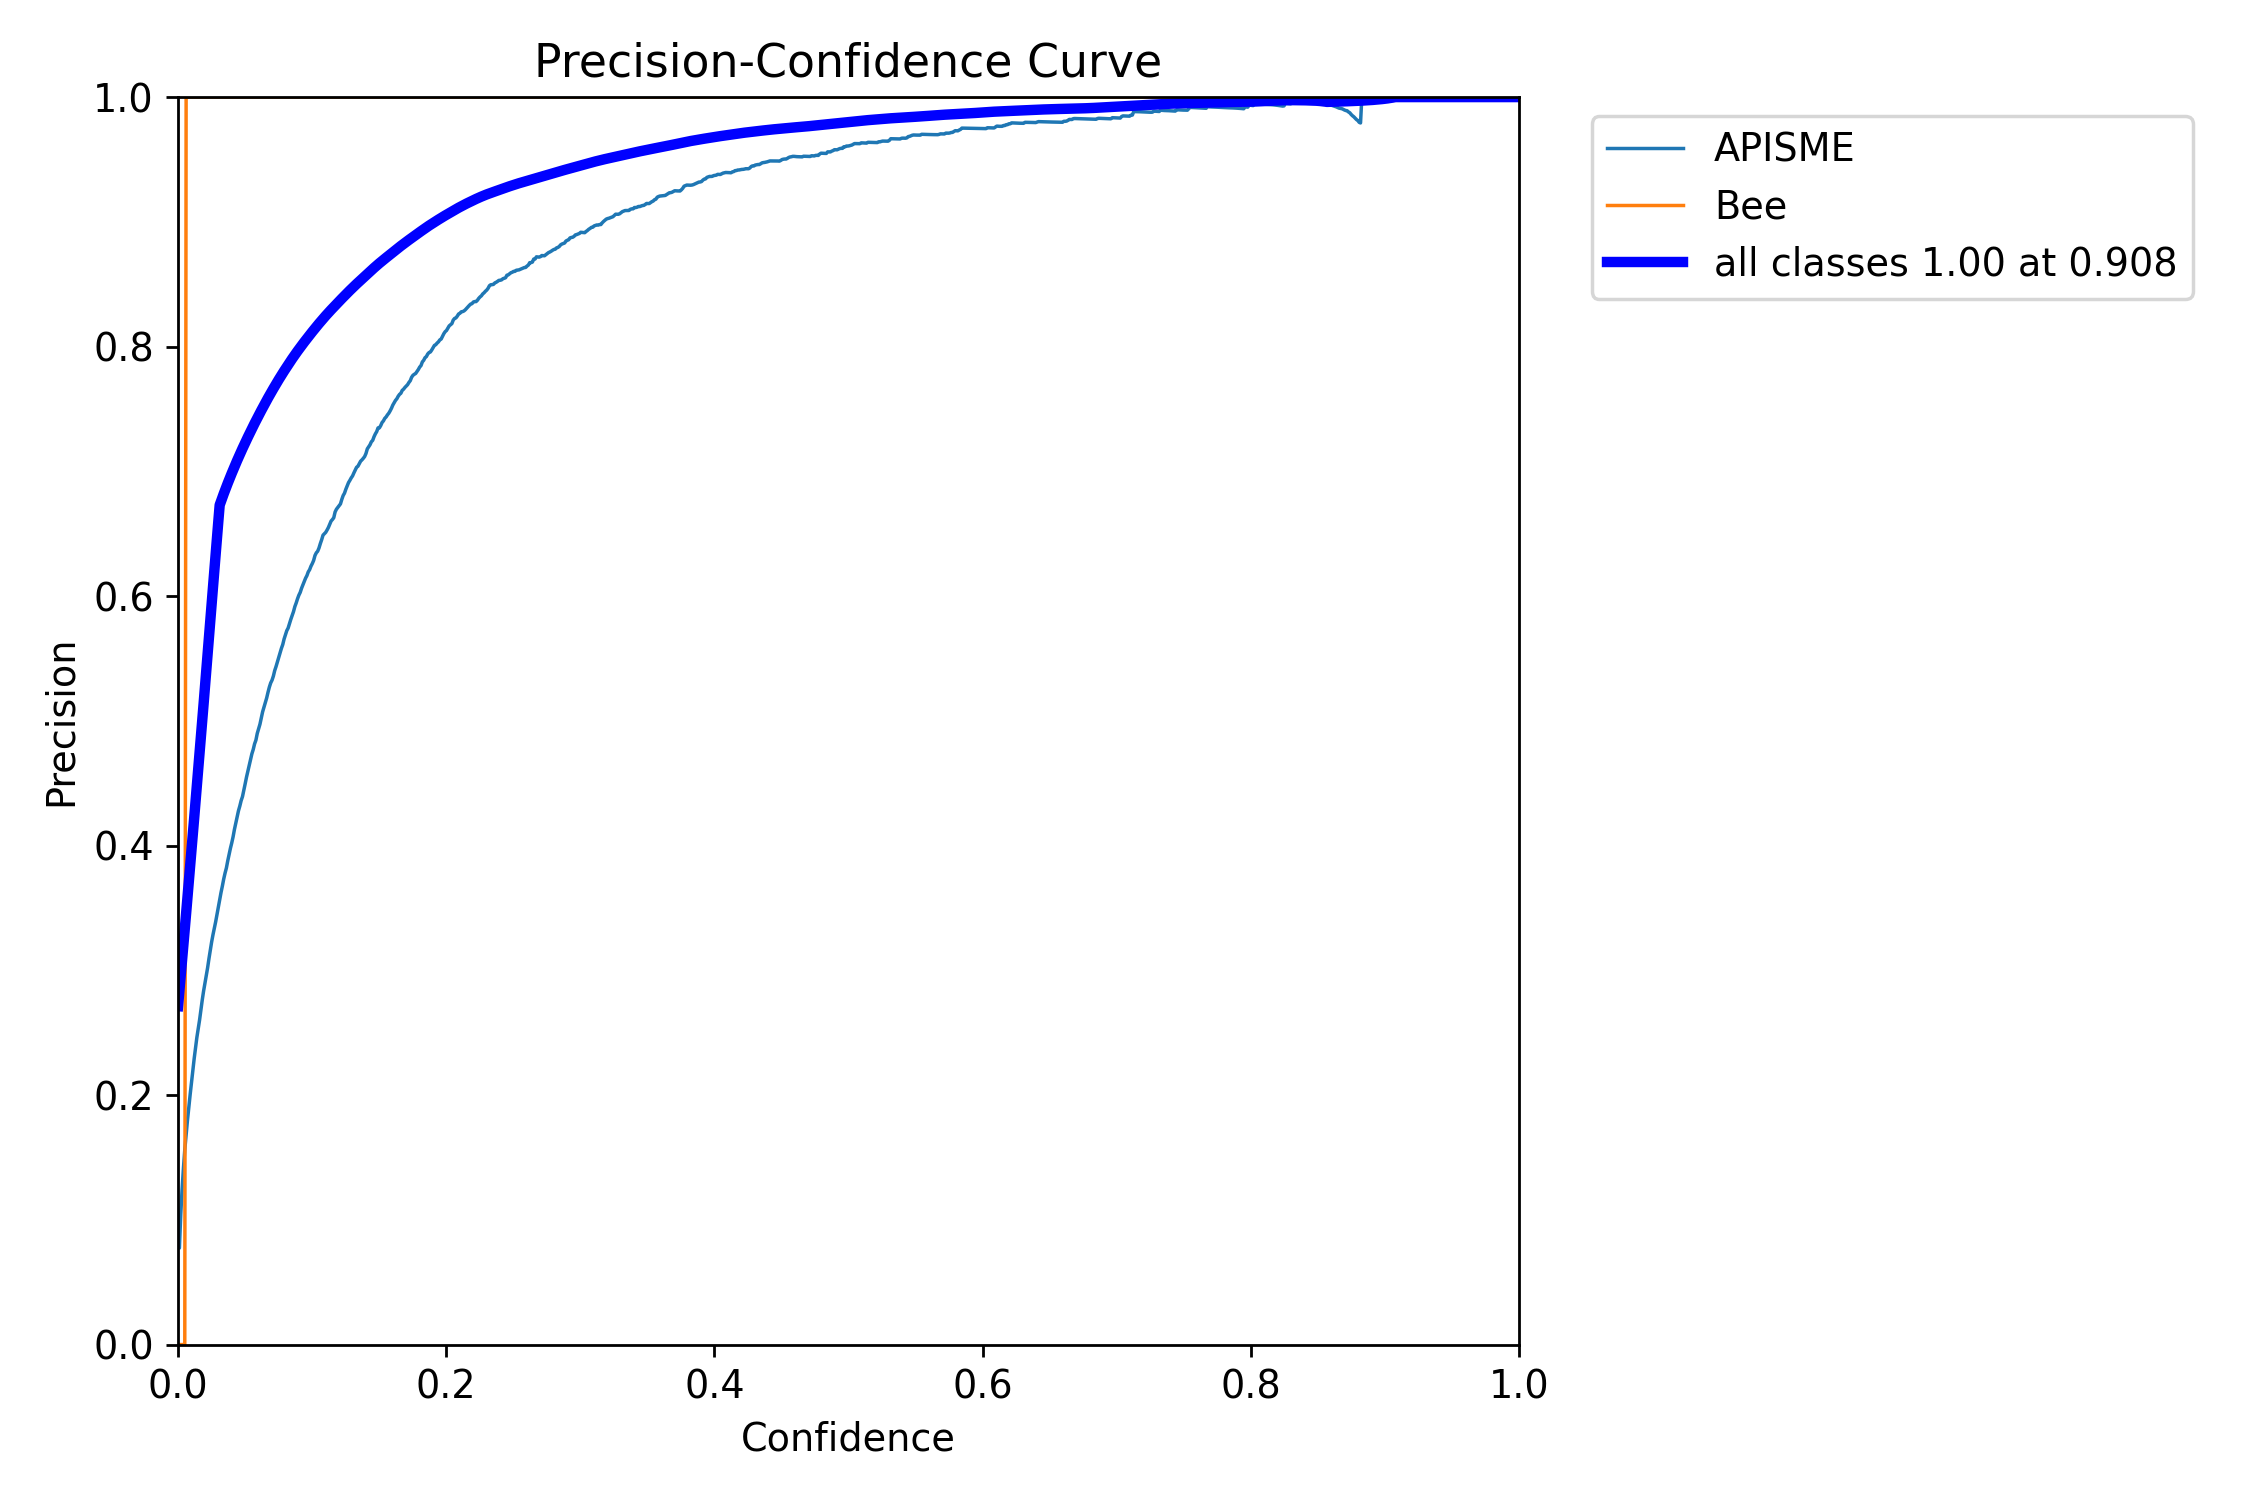 Precision-Confidence Curve
1.0
0.8
0.6
0.4
0.2
0.0
Precision
0.0 0.2 0.4 0.6 0.8 1.0
Confidence
APISME
Bee
all classes 1.00 at 0.908